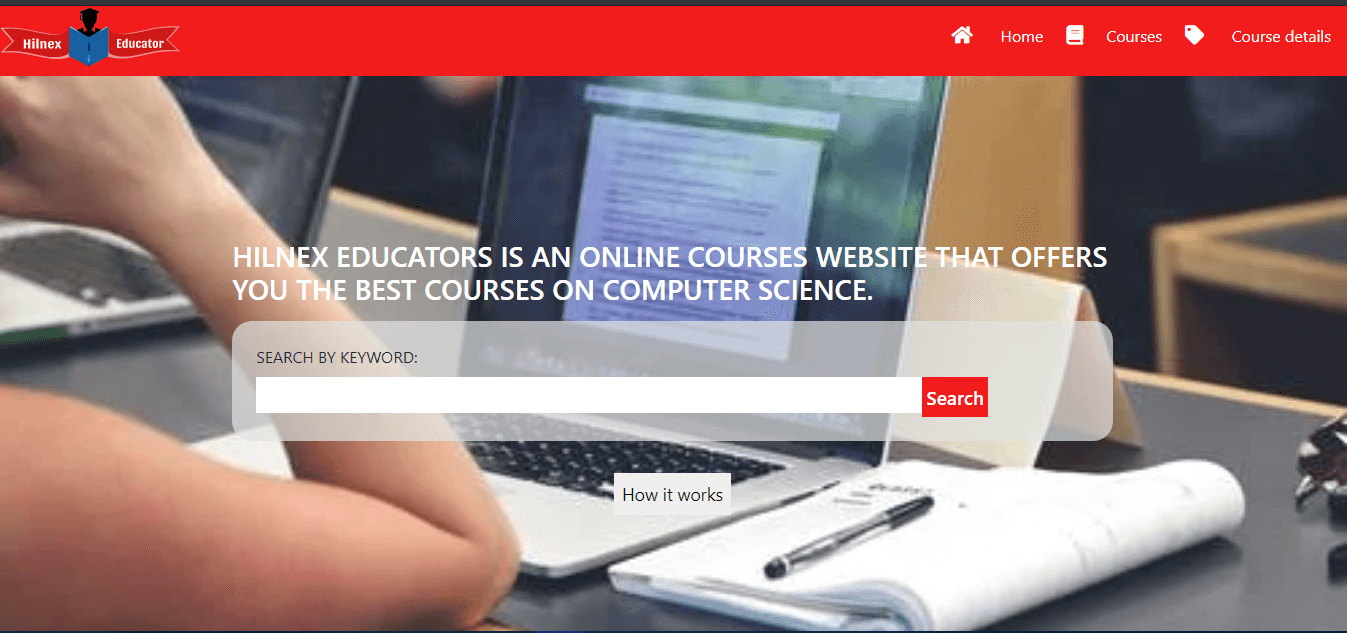 Hilnex Educator
Home Courses Course details
HILNEX EDUCATORS IS AN ONLINE COURSES WEBSITE THAT OFFERS
YOU THE BEST COURSES ON COMPUTER SCIENCE.
SEARCH BY KEYWORD:
Search
How it works